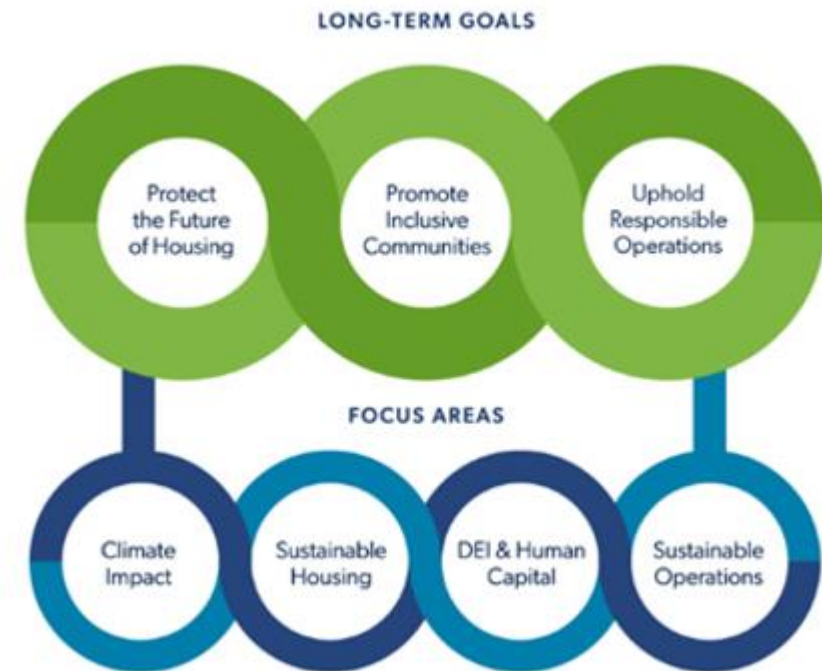 LONG-TERM GOALS
Protect
the Future
of Housing
Promote
Inclusive
Communities
Uphold
Responsible
Operations
FOCUS AREAS
Climate
Impact
Sustainable
Housing
DEI & Human
Capital
Sustainable
Operations